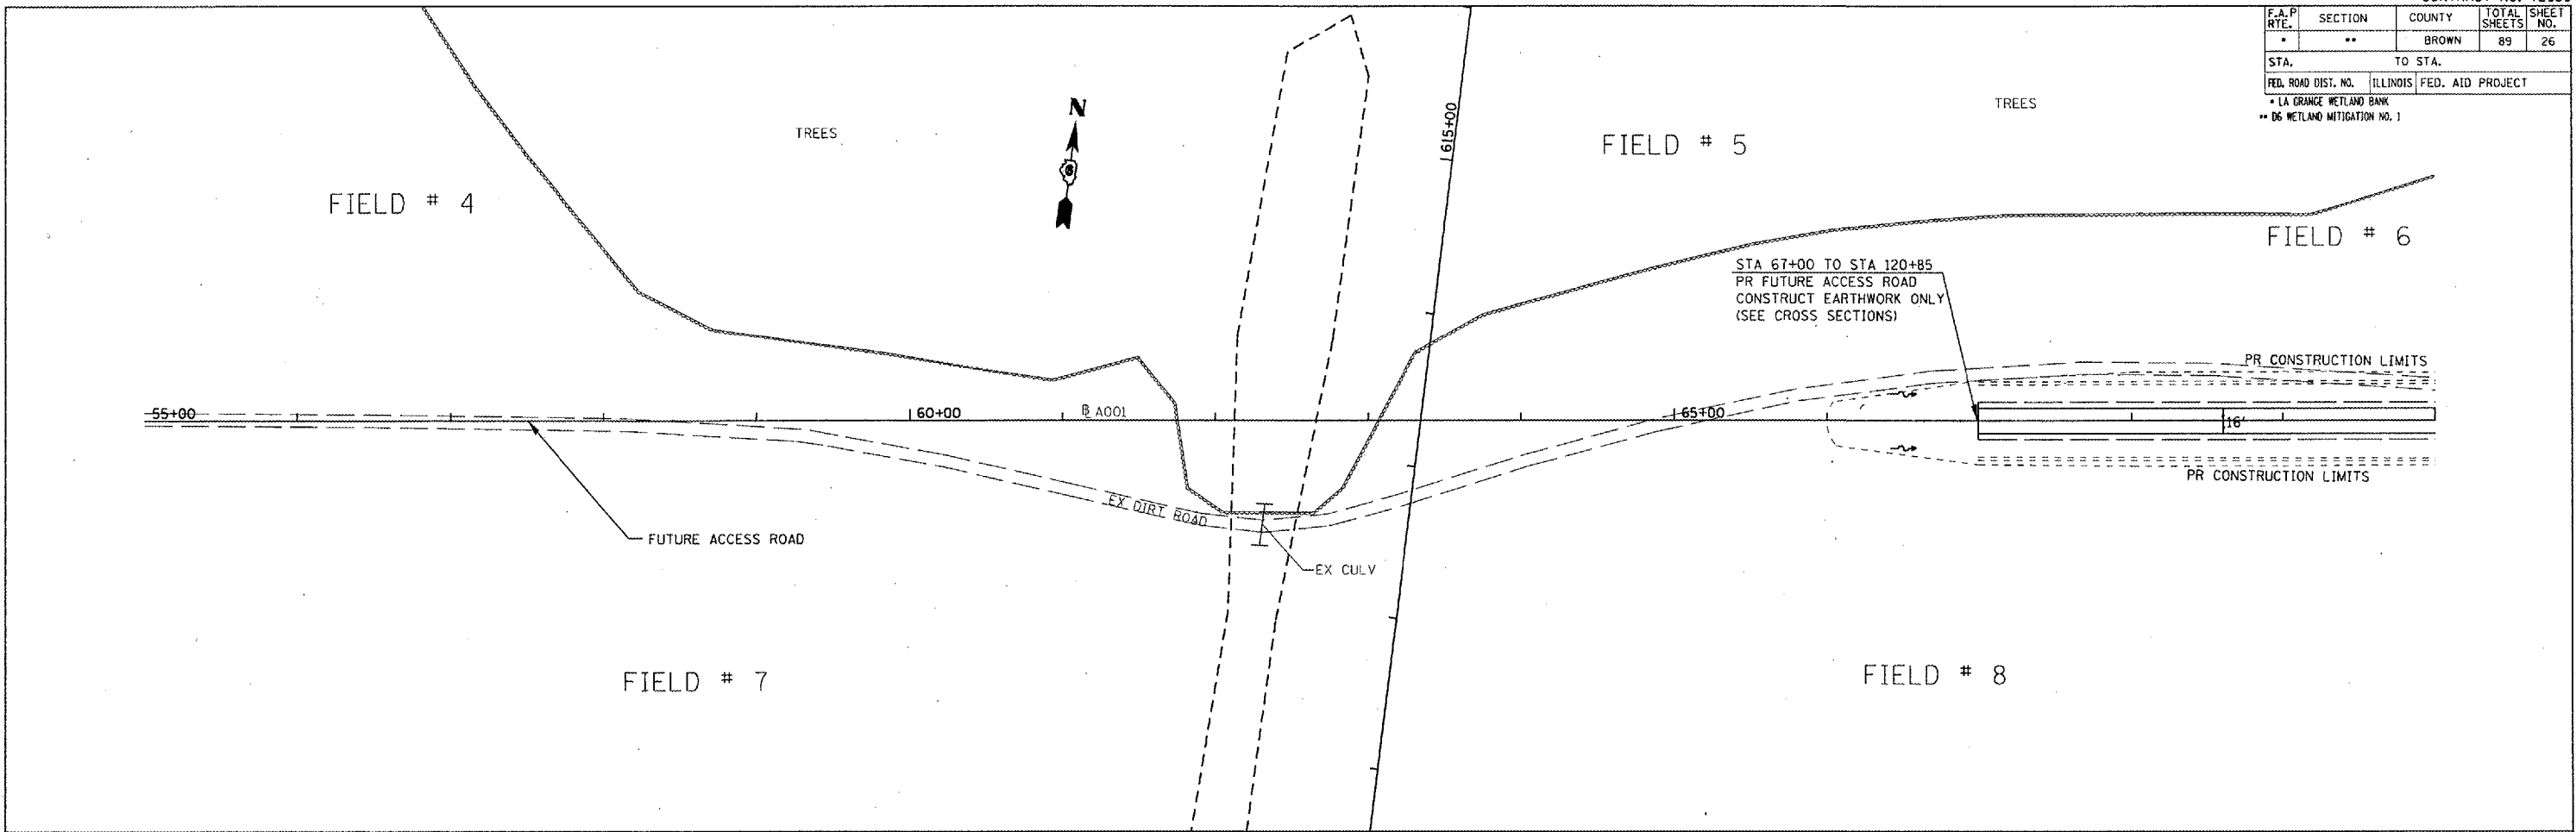 F.A.P RTE. SECTION COUNTY TOTAL SHEETS SHEET NO.
* ** BROWN 89 26
STA. TO STA.
FED. ROAD DIST. NO. ILLINOIS FED. AID PROJECT
* LA GRANGE WETLAND BANK
** D6 WETLAND MITIGATION NO. 1
N
TREES
TREES
1615+00
FIELD # 4
FIELD # 5
FIELD # 6
STA 67+00 TO STA 120+85
PR FUTURE ACCESS ROAD
CONSTRUCT EARTHWORK ONLY
(SEE CROSS SECTIONS)
PR CONSTRUCTION LIMITS
55+00
60+00
B A001
65+00
16'
PR CONSTRUCTION LIMITS
EX DIRT ROAD
FUTURE ACCESS ROAD
EX CULV
FIELD # 7
FIELD # 8